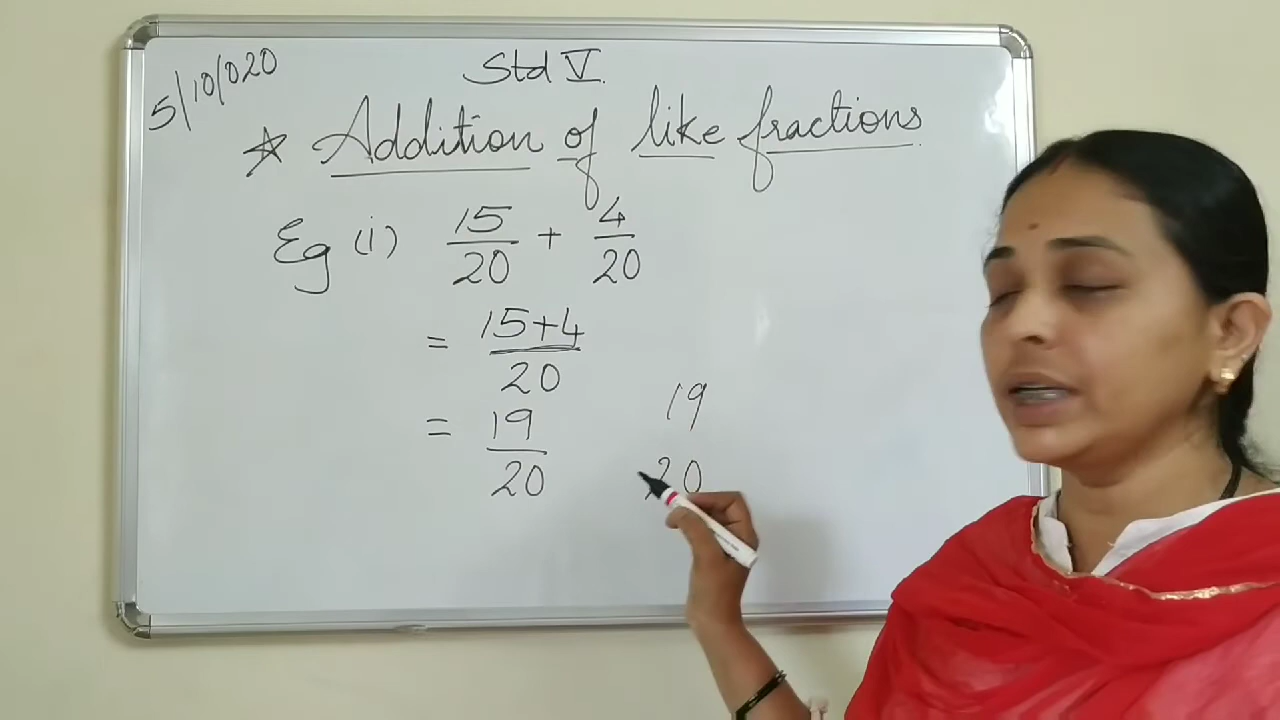 Std V.
5/10/020
☆ Addition of like fractions.
Eg (i) 15/20 + 4/20
= 15+4/20
= 19/20
19
20